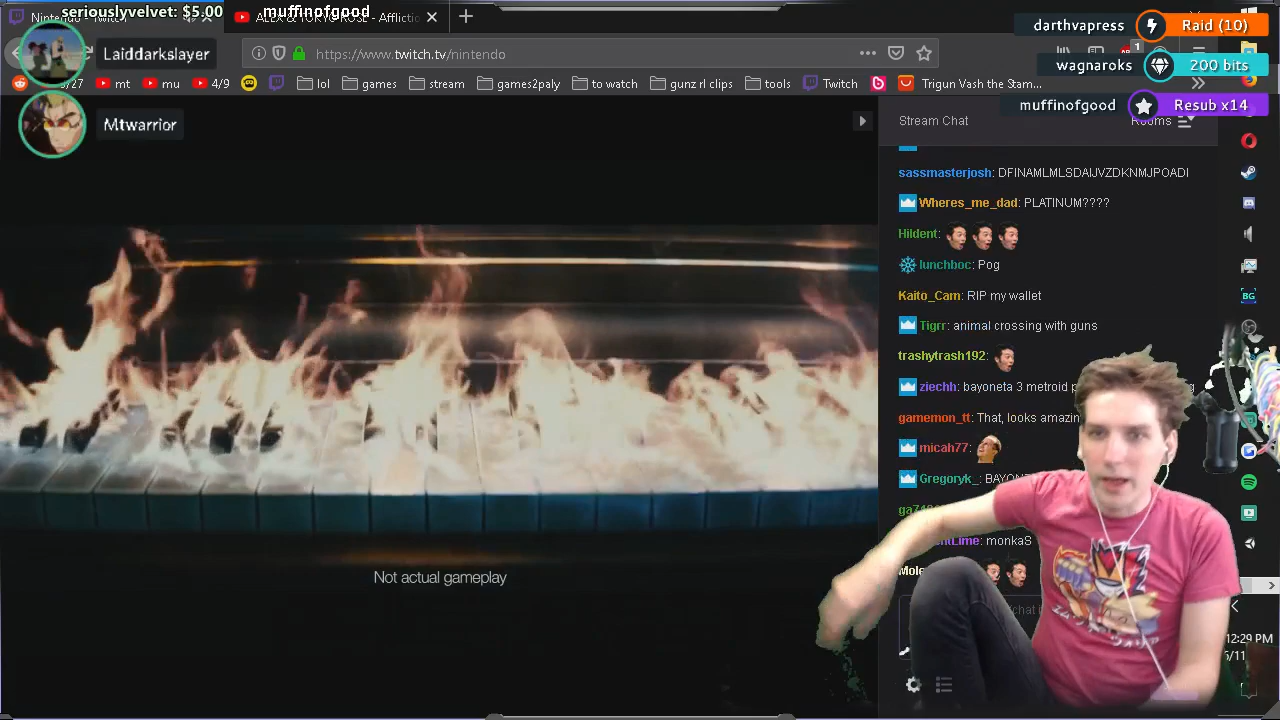 seriouslyvelvet: $5.00
muffinofgood
Laiddarkslayer
Mtwarrior
https://www.twitch.tv/nintendo
mt
mu
4/9
lol
games
stream
games2paly
to watch
gunz rl clips
tools
Twitch
Trigun Vash the Stam...
darthvapress
Raid (10)
wagnaroks
200 bits
muffinofgood
Resub x14
Stream Chat
Rooms
sassmasterjosh: DFINAMLMLSDAIJVZDKNMJPOADI
Wheres_me_dad: PLATINUM????
Hildent:
lunchboc: Pog
Kaito_Cam: RIP my wallet
Tigrr: animal crossing with guns
trashytrash192:
ziechh: bayoneta 3 metroid
gamemon_tt: That, looks amazin
micah77:
Gregoryk_:
monkaS
Not actual gameplay
12:29 PM